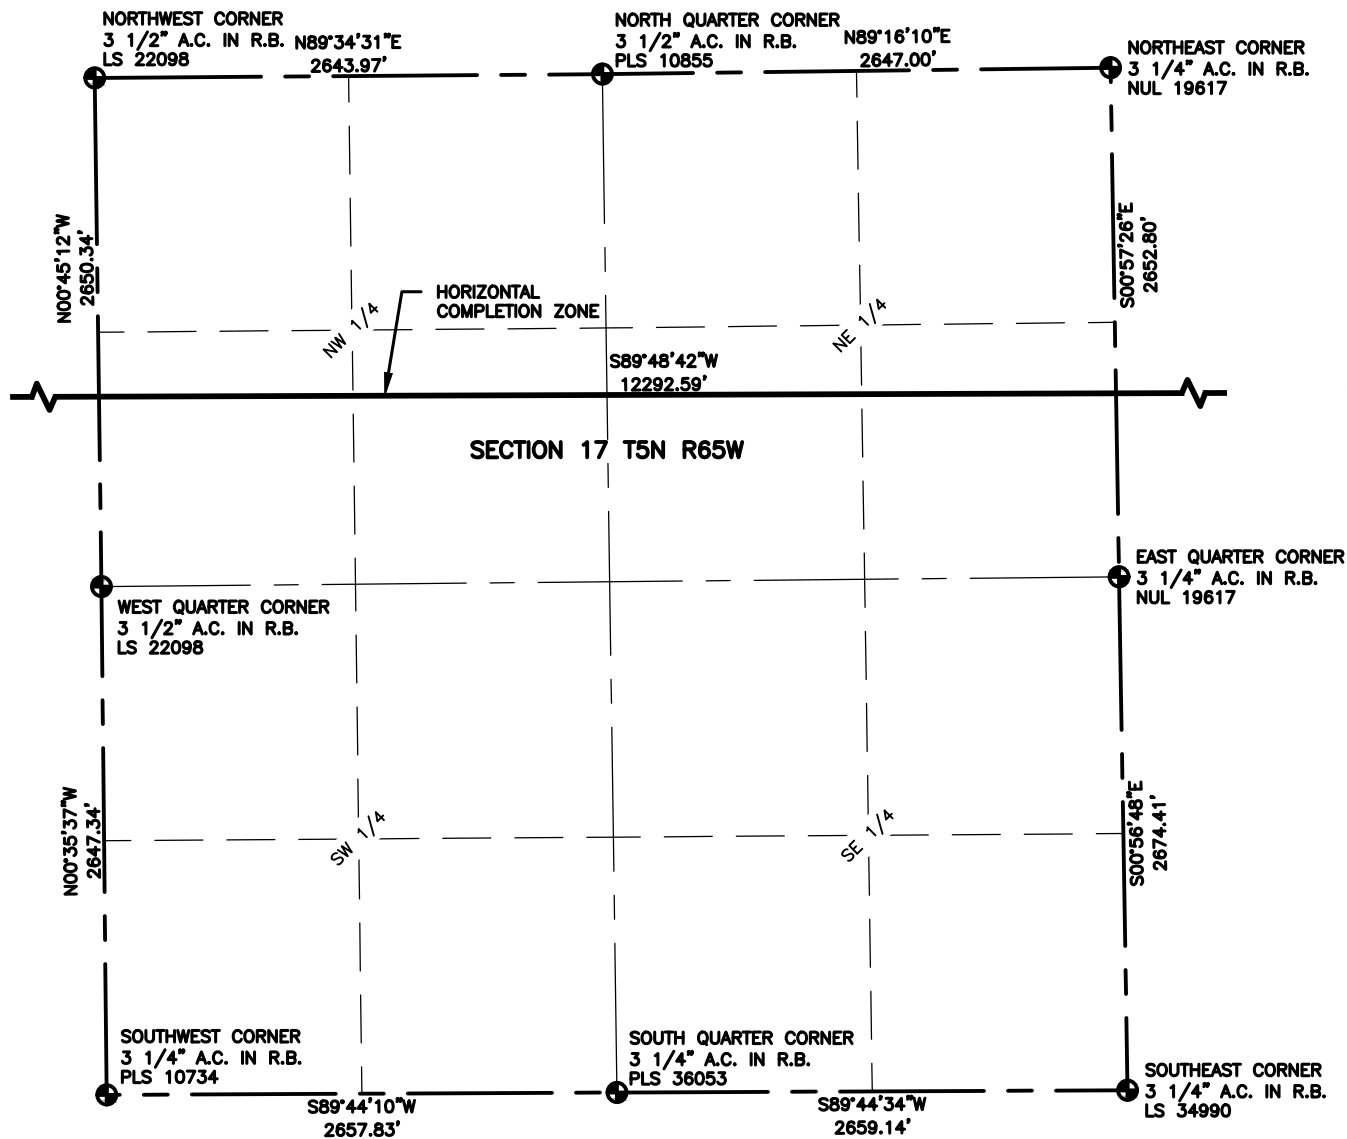 NORTHWEST CORNER
3 1/2" A.C. IN R.B.
LS 22098
N89°34'31"E
2643.97'
NORTH QUARTER CORNER
3 1/2" A.C. IN R.B.
PLS 10855
N89°16'10"E
2647.00'
NORTHEAST CORNER
3 1/4" A.C. IN R.B.
NUL 19617
N00°45'12"W
2650.34'
S00°57'26"E
2652.80'
HORIZONTAL
COMPLETION ZONE
NW 1/4
NE 1/4
S89°48'42"W
12292.59'
SECTION 17 T5N R65W
EAST QUARTER CORNER
3 1/4" A.C. IN R.B.
NUL 19617
WEST QUARTER CORNER
3 1/2" A.C. IN R.B.
LS 22098
N00°35'37"W
2647.34'
SW 1/4
SE 1/4
S00°56'48"E
2674.41'
SOUTHWEST CORNER
3 1/4" A.C. IN R.B.
PLS 10734
SOUTH QUARTER CORNER
3 1/4" A.C. IN R.B.
PLS 36053
SOUTHEAST CORNER
3 1/4" A.C. IN R.B.
LS 34990
S89°44'10"W
2657.83'
S89°44'34"W
2659.14'